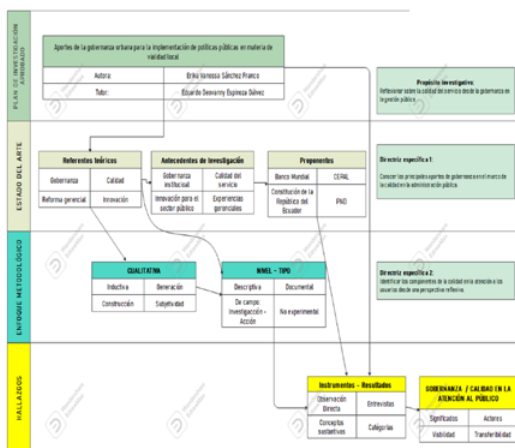 PLAN DE INVESTIGACIÓN APROBADO
Aportes de la gobernanza urbana para la implementación de políticas públicas en materia de
vialidad local
Autora: Erika Vanessa Sánchez Franco
Tutor: Eduardo Geovanny Espinoza Gálvez
Propósito investigativo:
Reflexionar sobre la calidad del servicio desde la gobernanza en
la gestión pública.
ESTADO DEL ARTE
Referentes teóricos
Gobernanza Calidad
Reforma gerencial Innovación
Antecedentes de Investigación
Gobernanza institucional Calidad del servicio
Innovación para el sector público Experiencias gerenciales
Proponentes
Banco Mundial CEPAL
Constitución de la República del Ecuador PND
Directriz específica 1:
Conocer los principales aportes de gobernanza en el marco de
la calidad en la administración pública.
ENFOQUE METODOLÓGICO
CUALITATIVA
Inductiva Generación
Construcción Subjetividad
NIVEL - TIPO
Descriptiva Documental
De campo: Investigación - Acción No experimental
Directriz específica 2:
Identificar los componentes de la calidad en la atención a los
usuarios desde una perspectiva reflexiva.
HALLAZGOS
Instrumentos - Resultados
Observación Directa Entrevistas
Conceptos sustantivos Categorías
GOBERNANZA / CALIDAD EN LA
ATENCIÓN AL PÚBLICO
Significados Actores
Viabilidad Transferibilidad